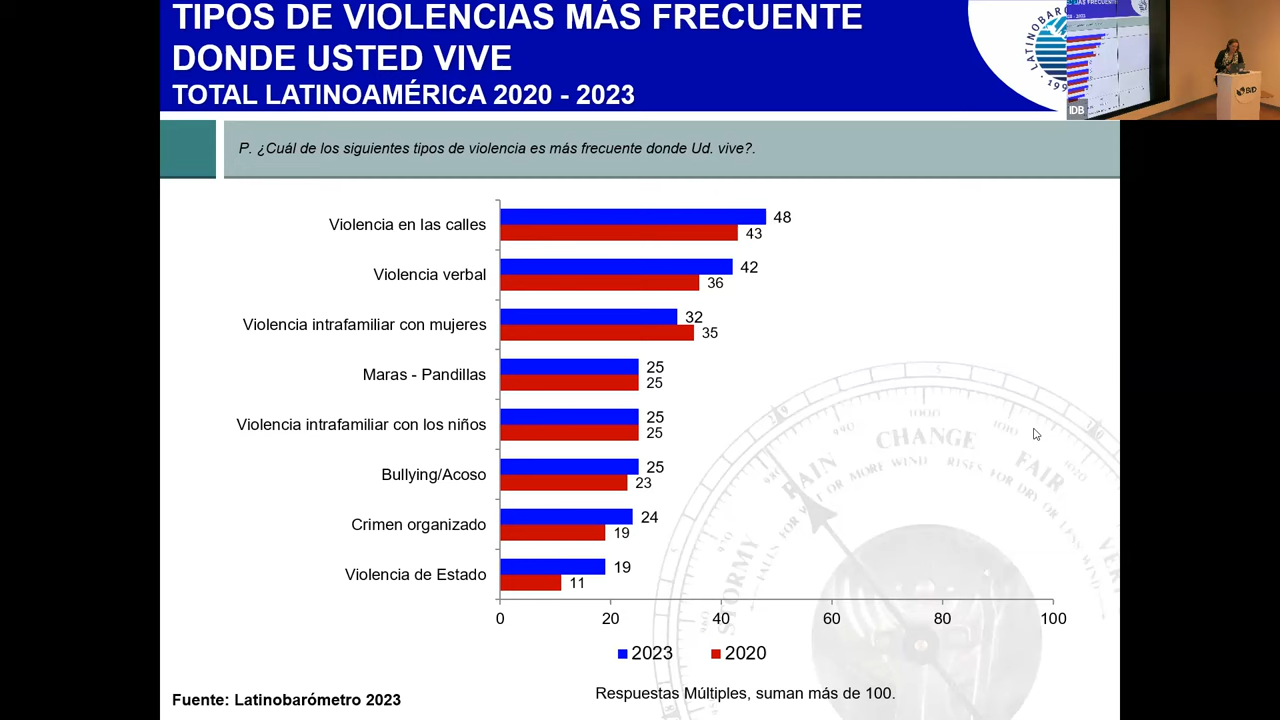 TIPOS DE VIOLENCIAS MÁS FRECUENTE
DONDE USTED VIVE
TOTAL LATINOAMÉRICA 2020 - 2023
IDB
BID
P. ¿Cuál de los siguientes tipos de violencia es más frecuente donde Ud. vive?.
Violencia en las calles 48
43
Violencia verbal 42
36
Violencia intrafamiliar con mujeres 32
35
Maras - Pandillas 25
25
Violencia intrafamiliar con los niños 25
25
Bullying/Acoso 25
23
Crimen organizado 24
19
Violencia de Estado 19
11
0 20 40 60 80 100
2023 2020
Respuestas Múltiples, suman más de 100.
Fuente: Latinobarómetro 2023
CHANGE
RAIN
FAIR
STORMY
1000
990